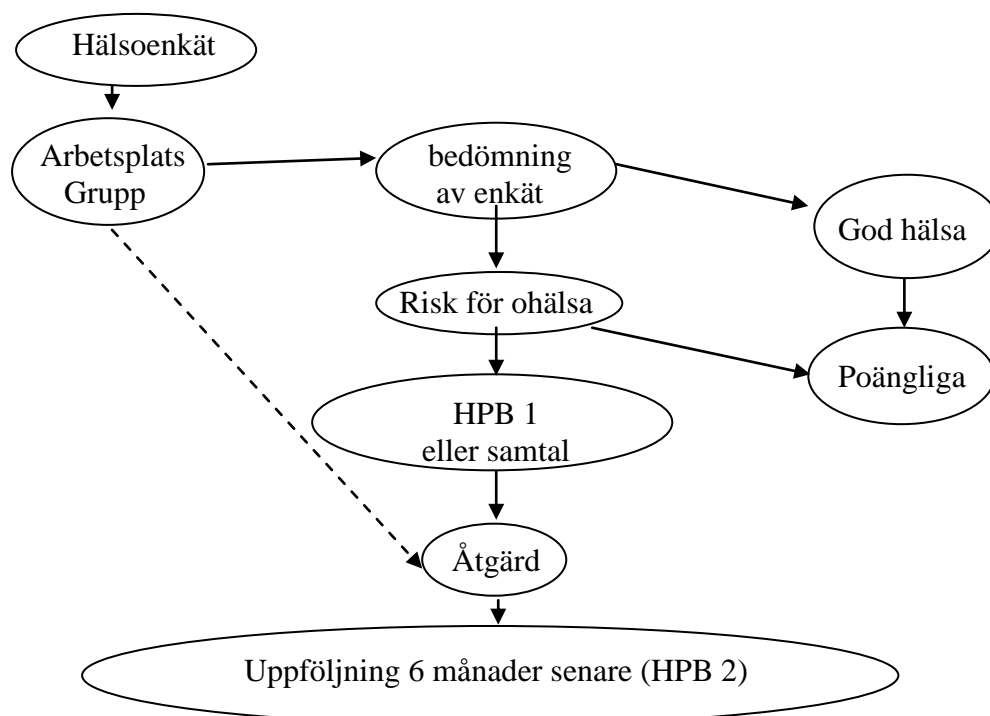 Hälsoenkät
Arbetsplats
Grupp
bedömning
av enkät
God hälsa
Risk för ohälsa
Poängliga
HPB 1
eller samtal
Åtgärd
Uppföljning 6 månader senare (HPB 2)